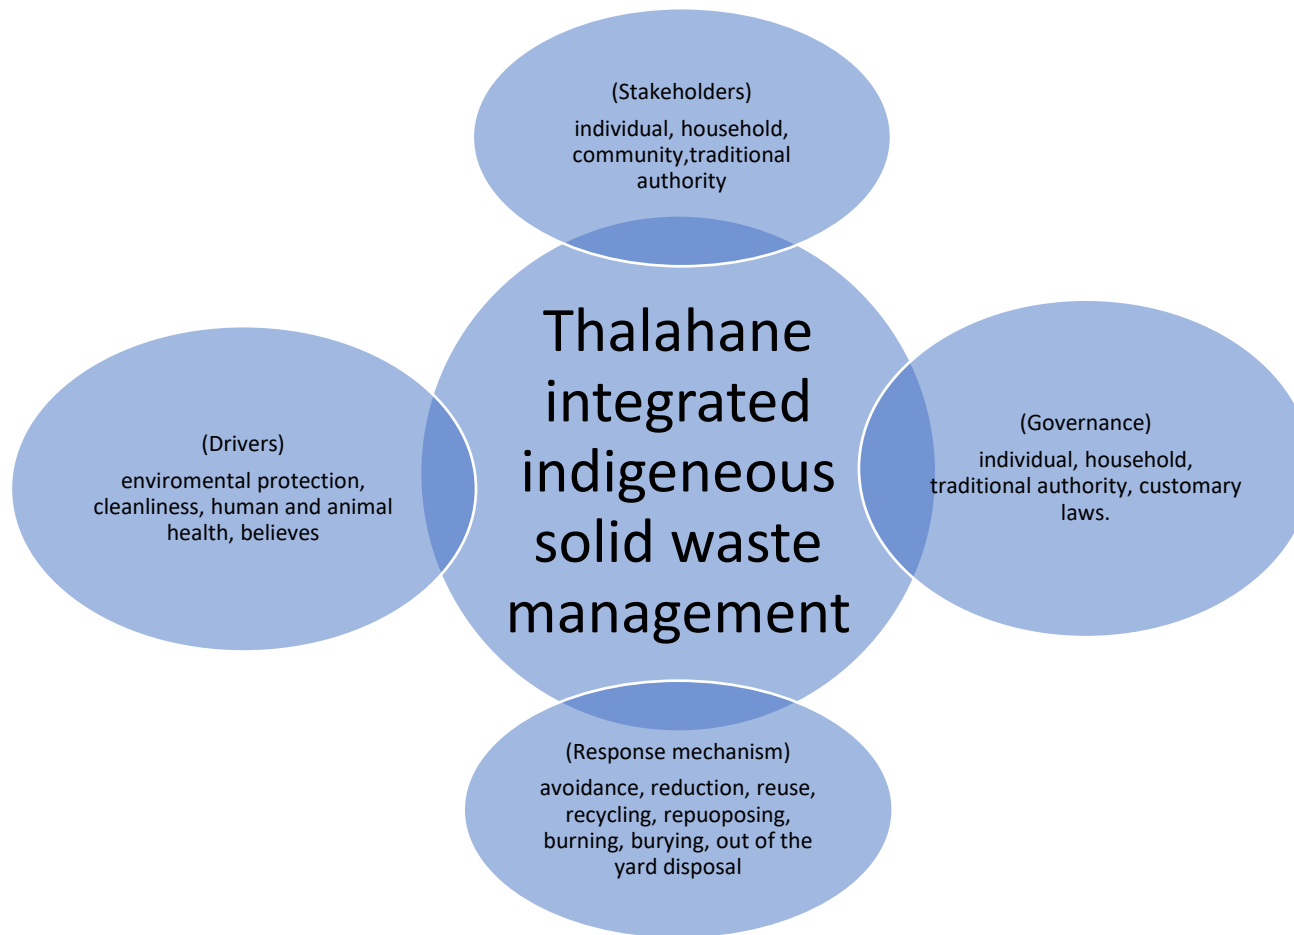 (Stakeholders)
individual, household,
community,traditional
authority
Thalahane
integrated
indigeneous
solid waste
management
(Drivers)
enviromental protection,
cleanliness, human and animal
health, believes
(Governance)
individual, household,
traditional authority, customary
laws.
(Response mechanism)
avoidance, reduction, reuse,
recycling, repuoposing,
burning, burying, out of the
yard disposal